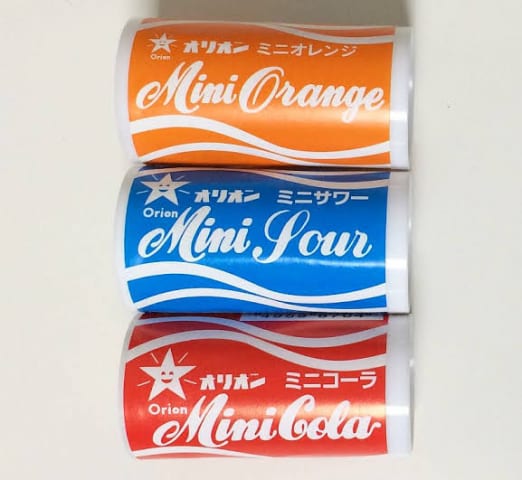 オリオン ミニオレンジ
Orion
Mini Orange
オリオン ミニサワー
Orion
Mini Sour
オリオン ミニコーラ
Orion
Mini Cola